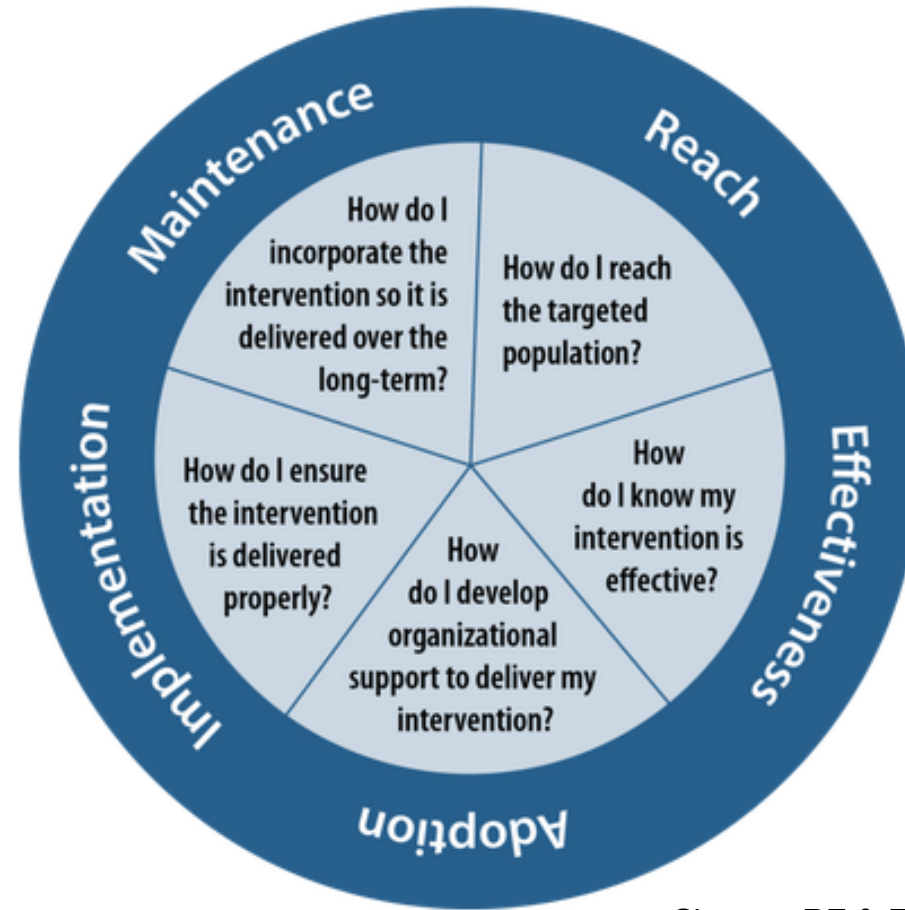 Maintenance
Reach
Effectiveness
Adoption
Implementation
How do I
incorporate the
intervention so it is
delivered over the
long-term?
How do I reach
the targeted
population?
How
do I know my
intervention is
effective?
How
do I develop
organizational
support to deliver my
intervention?
How do I ensure
the intervention
is delivered
properly?